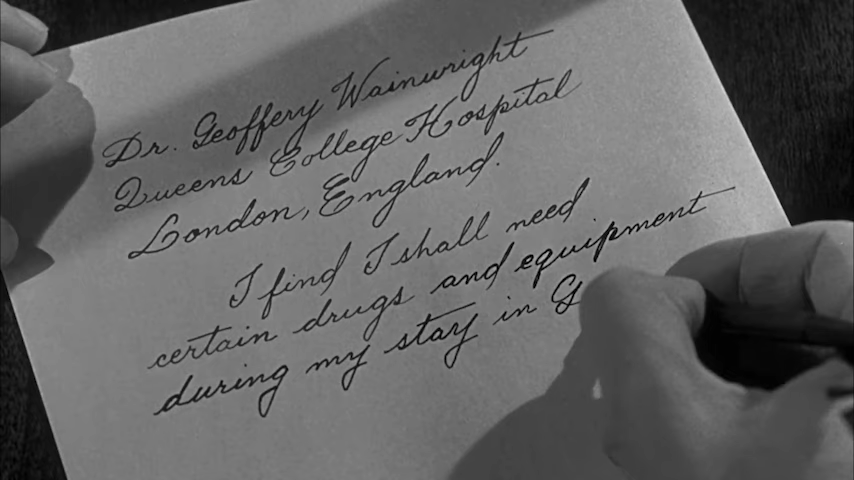 Dr. Geoffery Wainwright
Queens College Hospital
London, England.
I find I shall need
certain drugs and equipment
during my stay in G